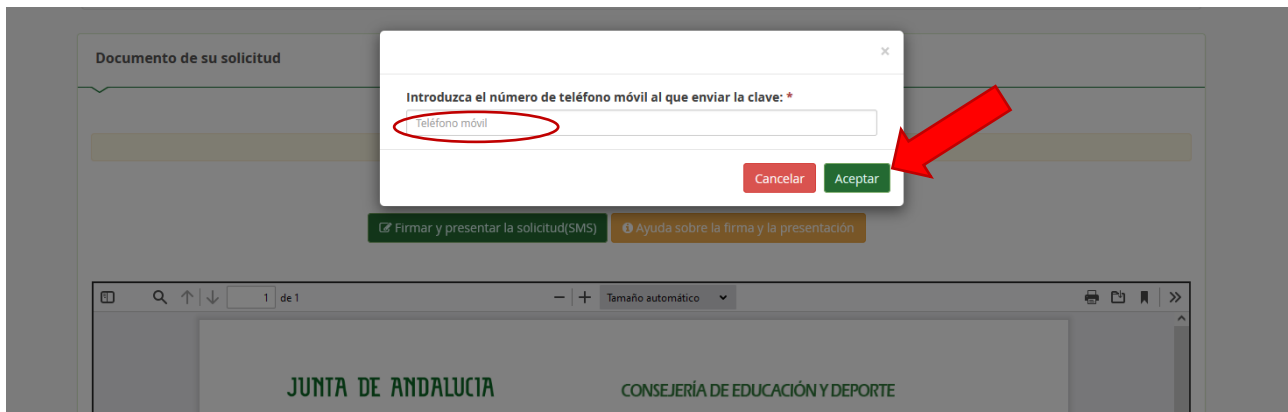 Documento de su solicitud
×
Introduzca el número de teléfono móvil al que enviar la clave: *
Teléfono móvil
Cancelar
Aceptar
Firmar y presentar la solicitud(SMS)
Ayuda sobre la firma y la presentación
1 de 1
Tamaño automático
JUNTA DE ANDALUCIA
CONSEJERÍA DE EDUCACIÓN Y DEPORTE